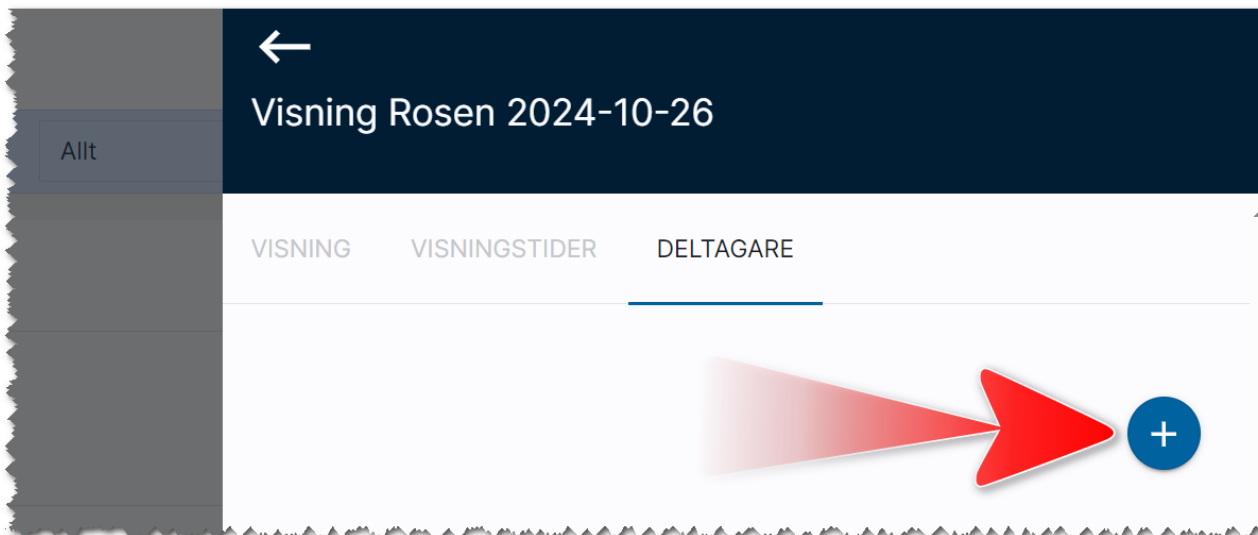 Visning Rosen 2024-10-26
Allt
VISNING VISNINGSTIDER DELTAGARE
+